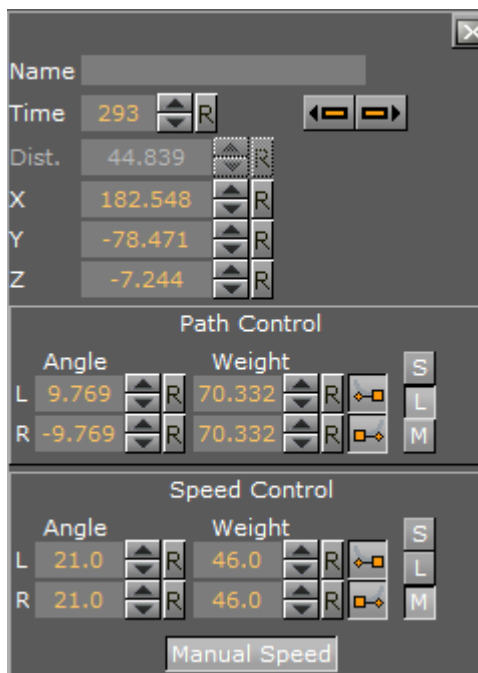 Name
Time 293 R
Dist. 44.839 R
X 182.548 R
Y -78.471 R
Z -7.244 R
Path Control
Angle Weight S
L 9.769 R 70.332 R L
R -9.769 R 70.332 R M
Speed Control
Angle Weight S
L 21.0 R 46.0 R L
R 21.0 R 46.0 R M
Manual Speed